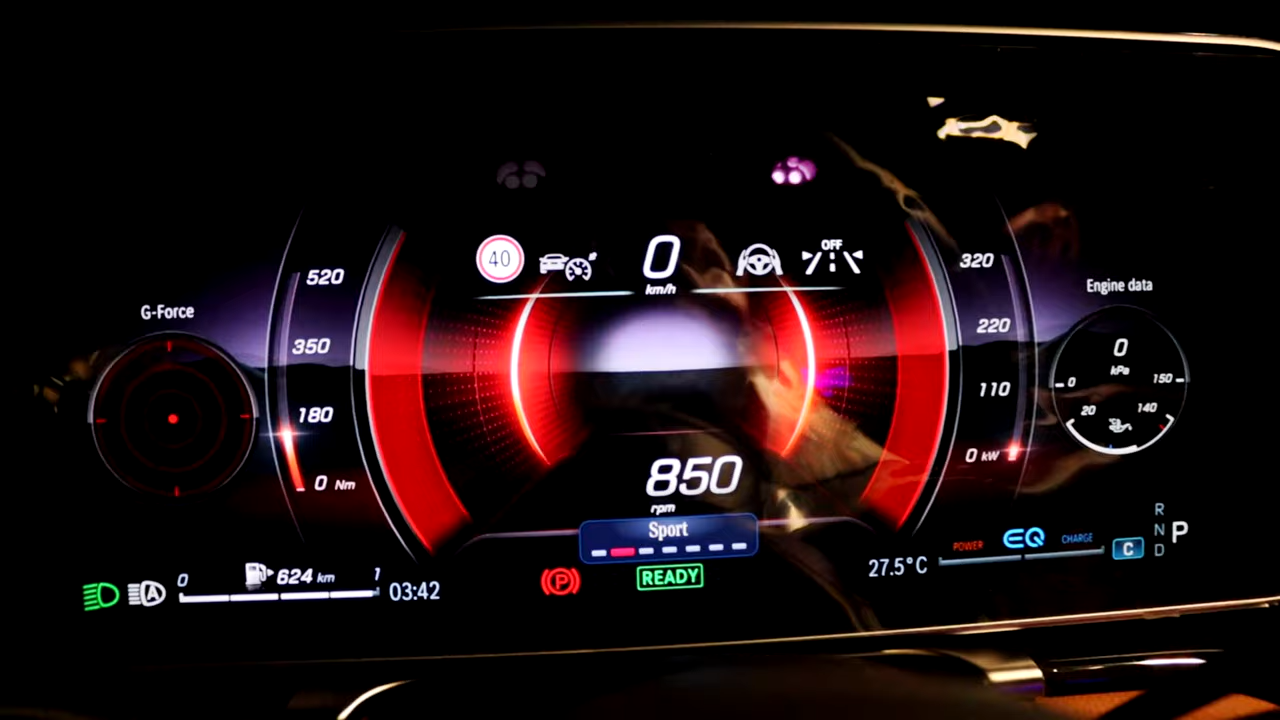 40
0
km/h
OFF
G-Force
520
350
180
0 Nm
320
220
110
0 kW
Engine data
0
kPa
0
150
20
140
850
rpm
Sport
A
0
624 km
1
03:42
P
READY
27.5°C
POWER
EQ
CHARGE
C
R
N
D
P